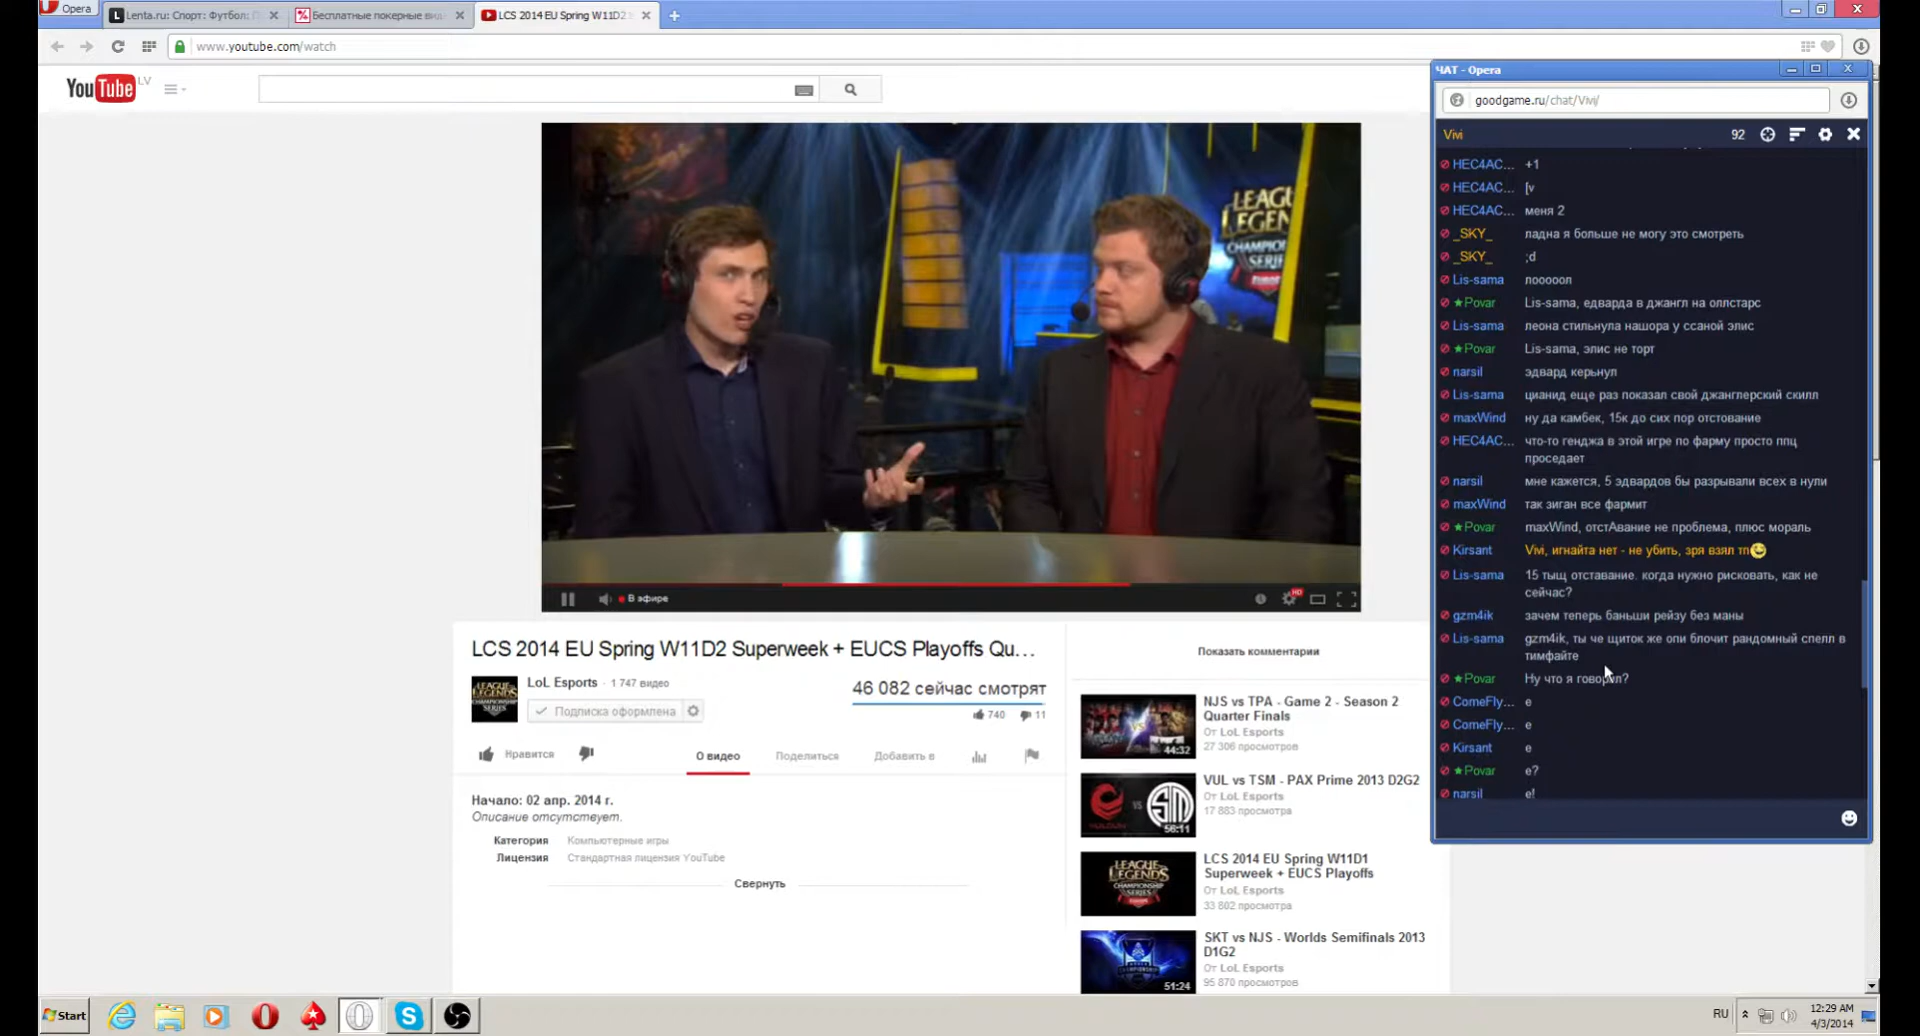 Opera
Lenta.ru: Спорт: Футбол:
Бесплатные покерные вид
LCS 2014 EU Spring W11D2
www.youtube.com/watch
YouTube LV
LEAGUE
LEGENDS
CHAMPIONSHIP
SERIES
В эфире
HD
LCS 2014 EU Spring W11D2 Superweek + EUCS Playoffs Qu...
LoL Esports · 1 747 видео
Подписка оформлена
46 082 сейчас смотрят
740 11
Нравится
О видео
Поделиться
Добавить в
Начало: 02 апр. 2014 г.
Описание отсутствует.
Категория Компьютерные игры
Лицензия Стандартная лицензия YouTube
Свернуть
Показать комментарии
NJS vs TPA - Game 2 - Season 2
Quarter Finals
От LoL Esports
27 306 просмотров
44:32
VUL vs TSM - PAX Prime 2013 D2G2
От LoL Esports
17 883 просмотра
VS
56:11
LCS 2014 EU Spring W11D1
Superweek + EUCS Playoffs
От LoL Esports
33 802 просмотра
SKT vs NJS - Worlds Semifinals 2013
D1G2
От LoL Esports
95 870 просмотров
51:24
ЧАТ - Opera
goodgame.ru/chat/Vivi/
Vivi 92
HEC4AC... +1
HEC4AC... [v
HEC4AC... меня 2
_SKY_ ладна я больше не могу это смотреть
_SKY_ ;d
Lis-sama лооооол
★Povar Lis-sama, едварда в джангл на оллстарс
Lis-sama леона стильнула нашора у ссаной элис
★Povar Lis-sama, элис не торт
narsil эдвард керьнул
Lis-sama цианид еще раз показал свой джанглерский скилл
maxWind ну да камбек, 15к до сих пор отстование
HEC4AC... что-то генджа в этой игре по фарму просто ппц
проседает
narsil мне кажется, 5 эдвардов бы разрывали всех в нули
maxWind так зиган все фармит
★Povar maxWind, отстАвание не проблема, плюс мораль
Kirsant Vivi, игнайта нет - не убить, зря взял тп
Lis-sama 15 тыщ отставание. когда нужно рисковать, как не
сейчас?
gzm4ik зачем теперь баньши рейзу без маны
Lis-sama gzm4ik, ты че щиток же опи блочит рандомный спелл в
тимфайте
★Povar Ну что я говорил?
ComeFly... е
ComeFly... е
Kirsant е
★Povar е?
narsil е!
Start
RU
12:29 AM
4/3/2014